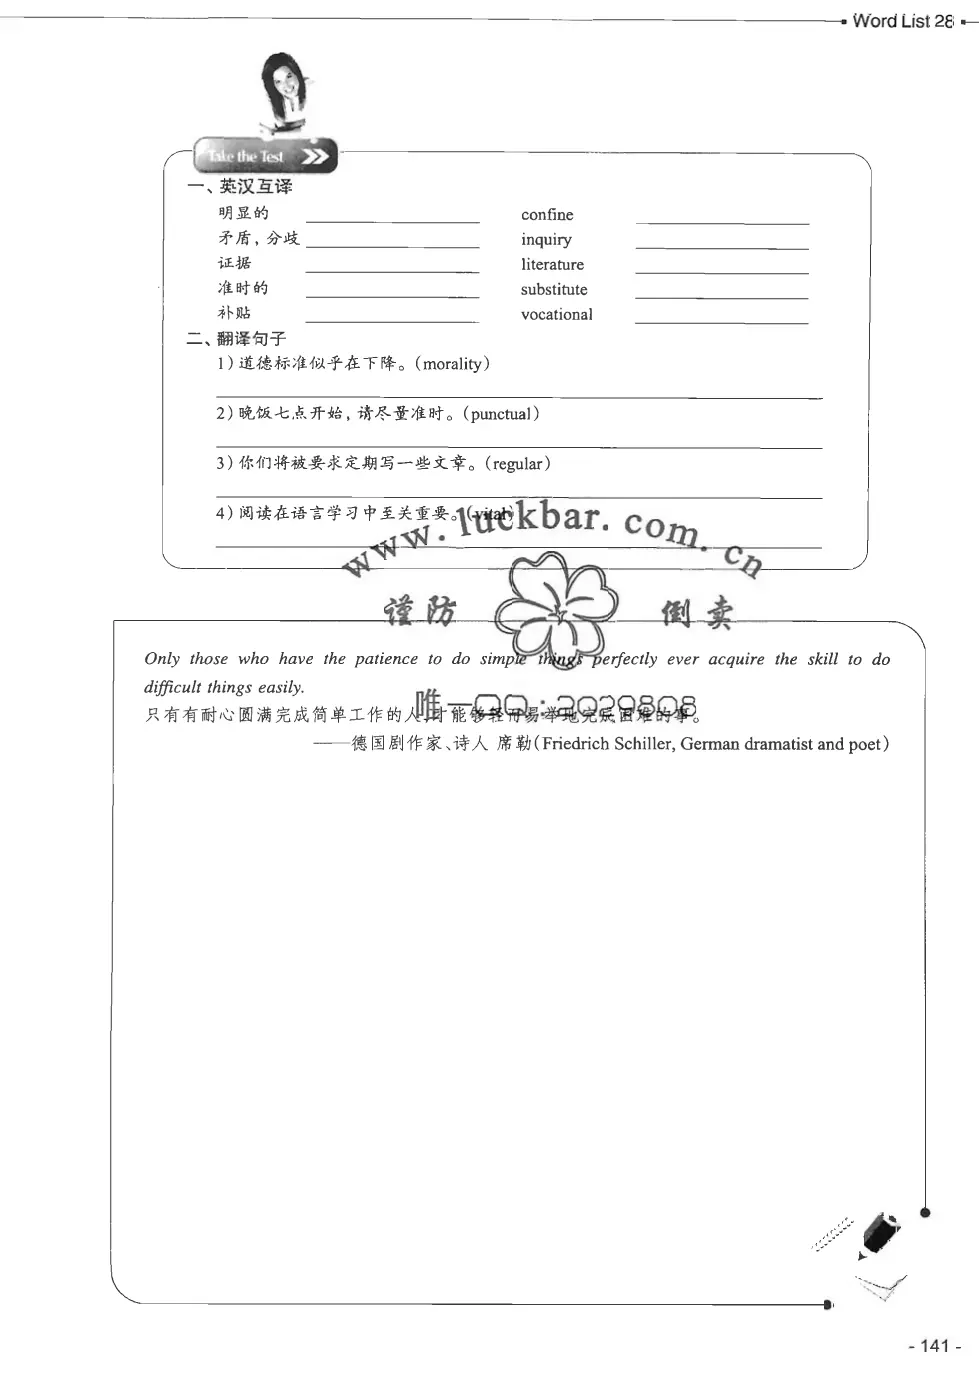 Word List 28
Take the Test
一、英汉互译
明显的 confine
矛盾，分歧 inquiry
证据 literature
准时的 substitute
补贴 vocational
二、翻译句子
1) 道德标准似乎在下降。(morality)
2) 晚饭七点开始，请尽量准时。(punctual)
3) 你们将被要求定期写一些文章。(regular)
4) 阅读在语言学习中至关重要。(vital)
www.luckbar.com.cn
谨防 倒卖
Only those who have the patience to do simple things perfectly ever acquire the skill to do
difficult things easily.
唯一QQ:2029808
只有有耐心圆满完成简单工作的人,才能够轻而易举地完成困难的事。
——德国剧作家、诗人 席勒(Friedrich Schiller, German dramatist and poet)
- 141 -